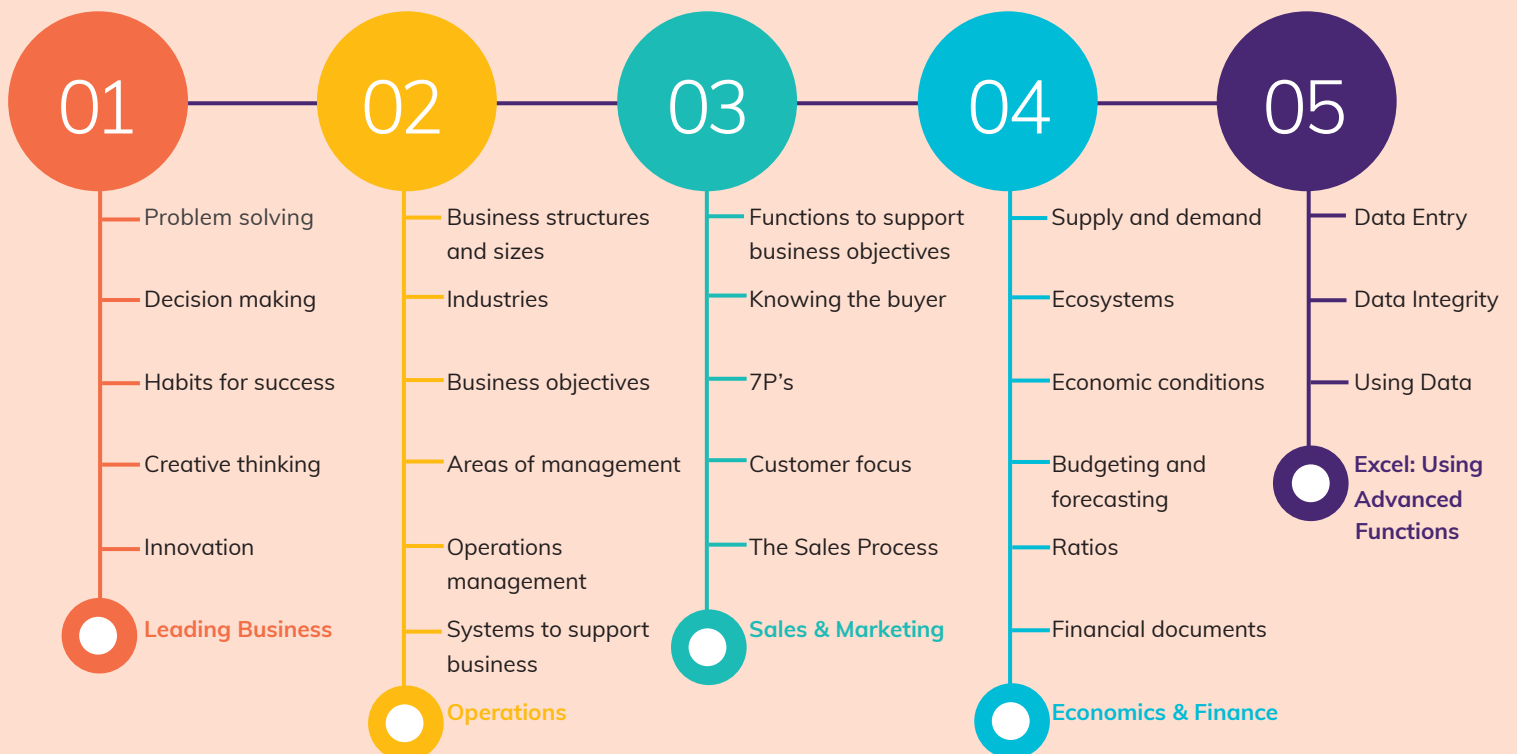 01
Problem solving
Decision making
Habits for success
Creative thinking
Innovation
Leading Business
02
Business structures
and sizes
Industries
Business objectives
Areas of management
Operations
management
Systems to support
business
Operations
03
Functions to support
business objectives
Knowing the buyer
7P’s
Customer focus
The Sales Process
Sales & Marketing
04
Supply and demand
Ecosystems
Economic conditions
Budgeting and
forecasting
Ratios
Financial documents
Economics & Finance
05
Data Entry
Data Integrity
Using Data
Excel: Using
Advanced
Functions